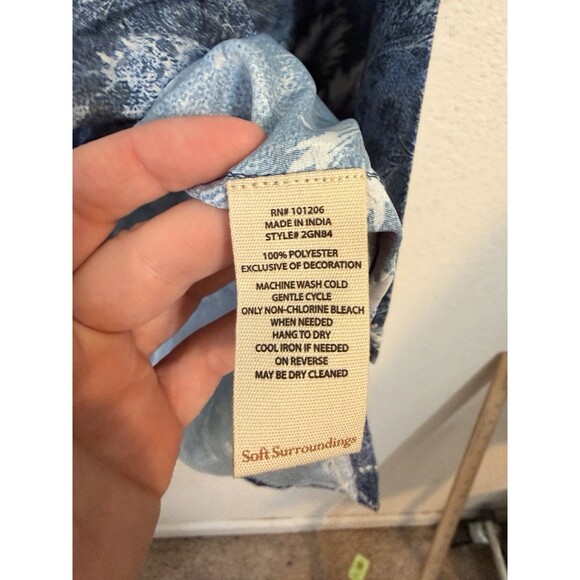 RN# 101206
MADE IN INDIA
STYLE# 2GN84
100% POLYESTER
EXCLUSIVE OF DECORATION
MACHINE WASH COLD
GENTLE CYCLE
ONLY NON-CHLORINE BLEACH
WHEN NEEDED
HANG TO DRY
COOL IRON IF NEEDED
ON REVERSE
MAY BE DRY CLEANED
Soft Surroundings